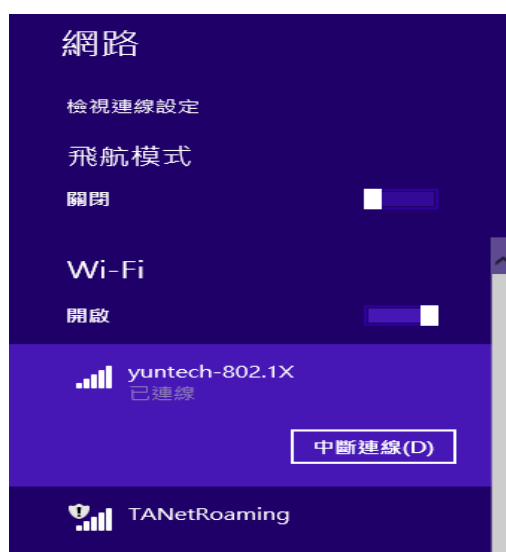 網路
檢視連線設定
飛航模式
關閉
Wi-Fi
開啟
yuntech-802.1X
已連線
中斷連線(D)
TANetRoaming